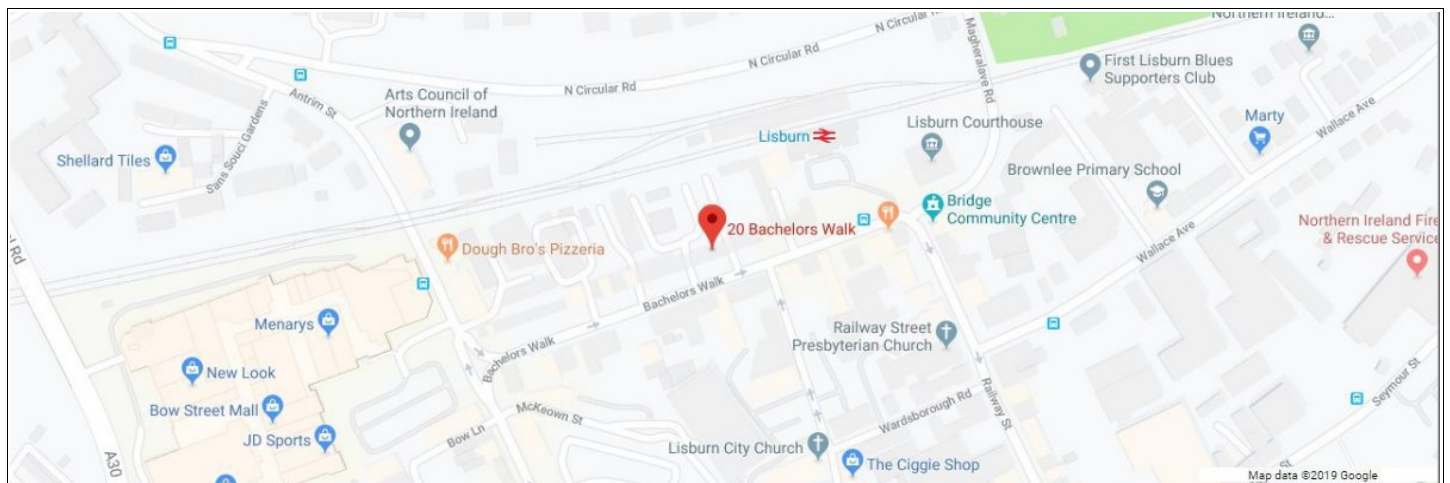 Northern Ireland...
N Circular Rd
N Circular Rd
N Circular Rd
Magheralave Rd
First Lisburn Blues
Supporters Club
Antrim St
Arts Council of
Northern Ireland
Sans Souci Gardens
Shellard Tiles
Lisburn
Lisburn Courthouse
Marty
Wallace Ave
Brownlee Primary School
Bridge
Community Centre
20 Bachelors Walk
Dough Bro's Pizzeria
Northern Ireland Fire
& Rescue Service
Wallace Ave
Bachelors Walk
Menarys
Railway Street
Presbyterian Church
Bachelors Walk
New Look
Bow Street Mall
JD Sports
McKeown St
Bow Ln
Wardsborough Rd
Railway St
Seymour St
Lisburn City Church
The Ciggie Shop
A30
Map data ©2019 Google